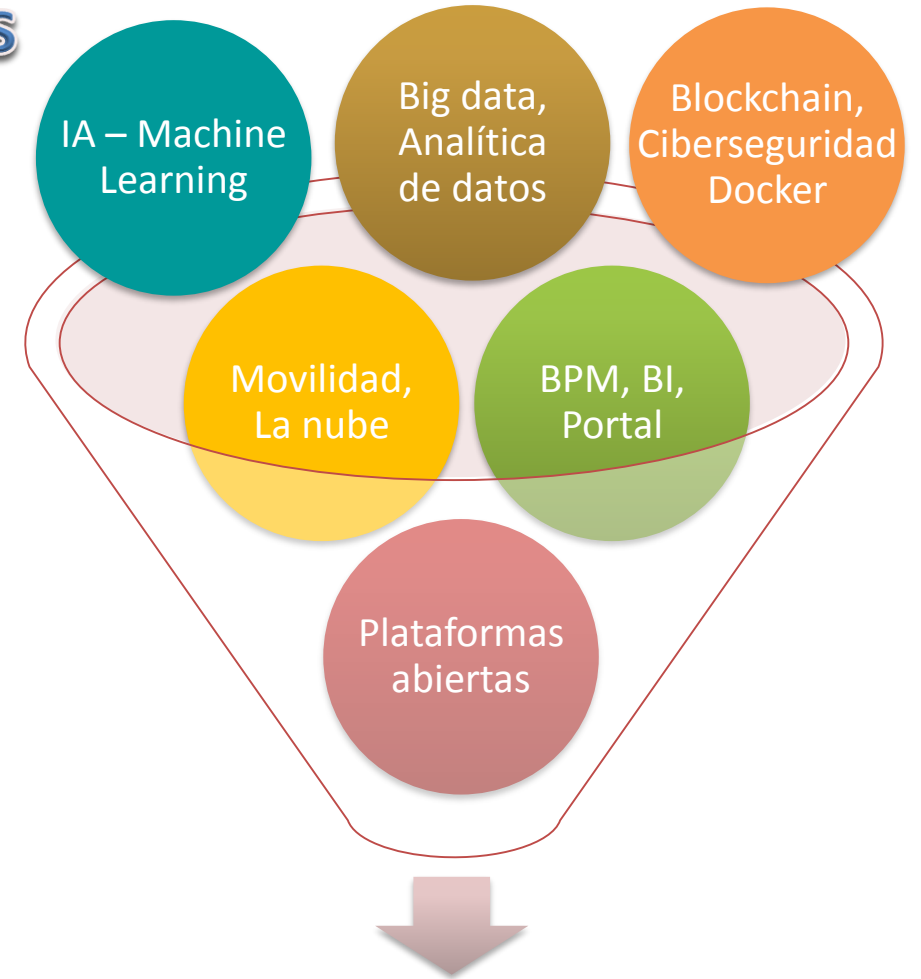 IA – Machine
Learning
Big data,
Analítica
de datos
Blockchain,
Ciberseguridad
Docker
Movilidad,
La nube
BPM, BI,
Portal
Plataformas
abiertas